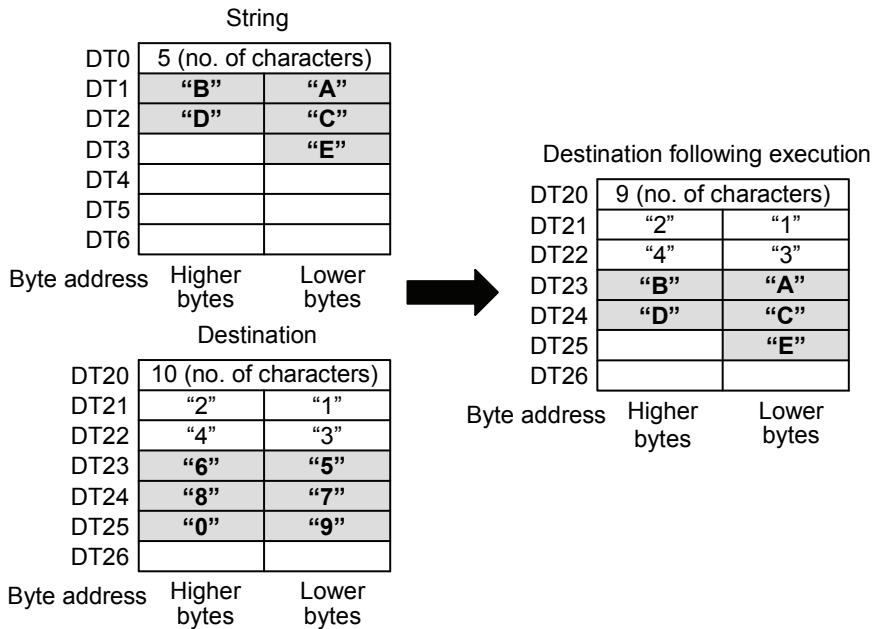 String
DT0 5 (no. of characters)
DT1 “B” “A”
DT2 “D” “C”
DT3 “E”
DT4
DT5
DT6
Byte address Higher bytes Lower bytes
Destination
DT20 10 (no. of characters)
DT21 “2” “1”
DT22 “4” “3”
DT23 “6” “5”
DT24 “8” “7”
DT25 “0” “9”
DT26
Byte address Higher bytes Lower bytes
Destination following execution
DT20 9 (no. of characters)
DT21 “2” “1”
DT22 “4” “3”
DT23 “B” “A”
DT24 “D” “C”
DT25 “E”
DT26
Byte address Higher bytes Lower bytes